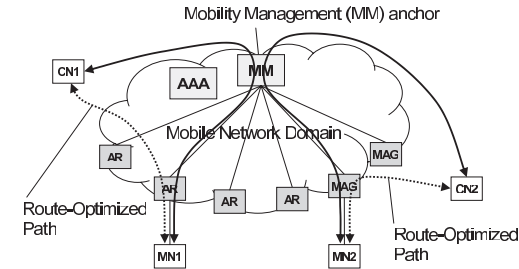 Mobility Management (MM) anchor
CN1
AAA
MM
Mobile Network Domain
AR
MAG
AR
AR
AR
MAG
CN2
Route-Optimized
Path
Route-Optimized
Path
MN1
MN2